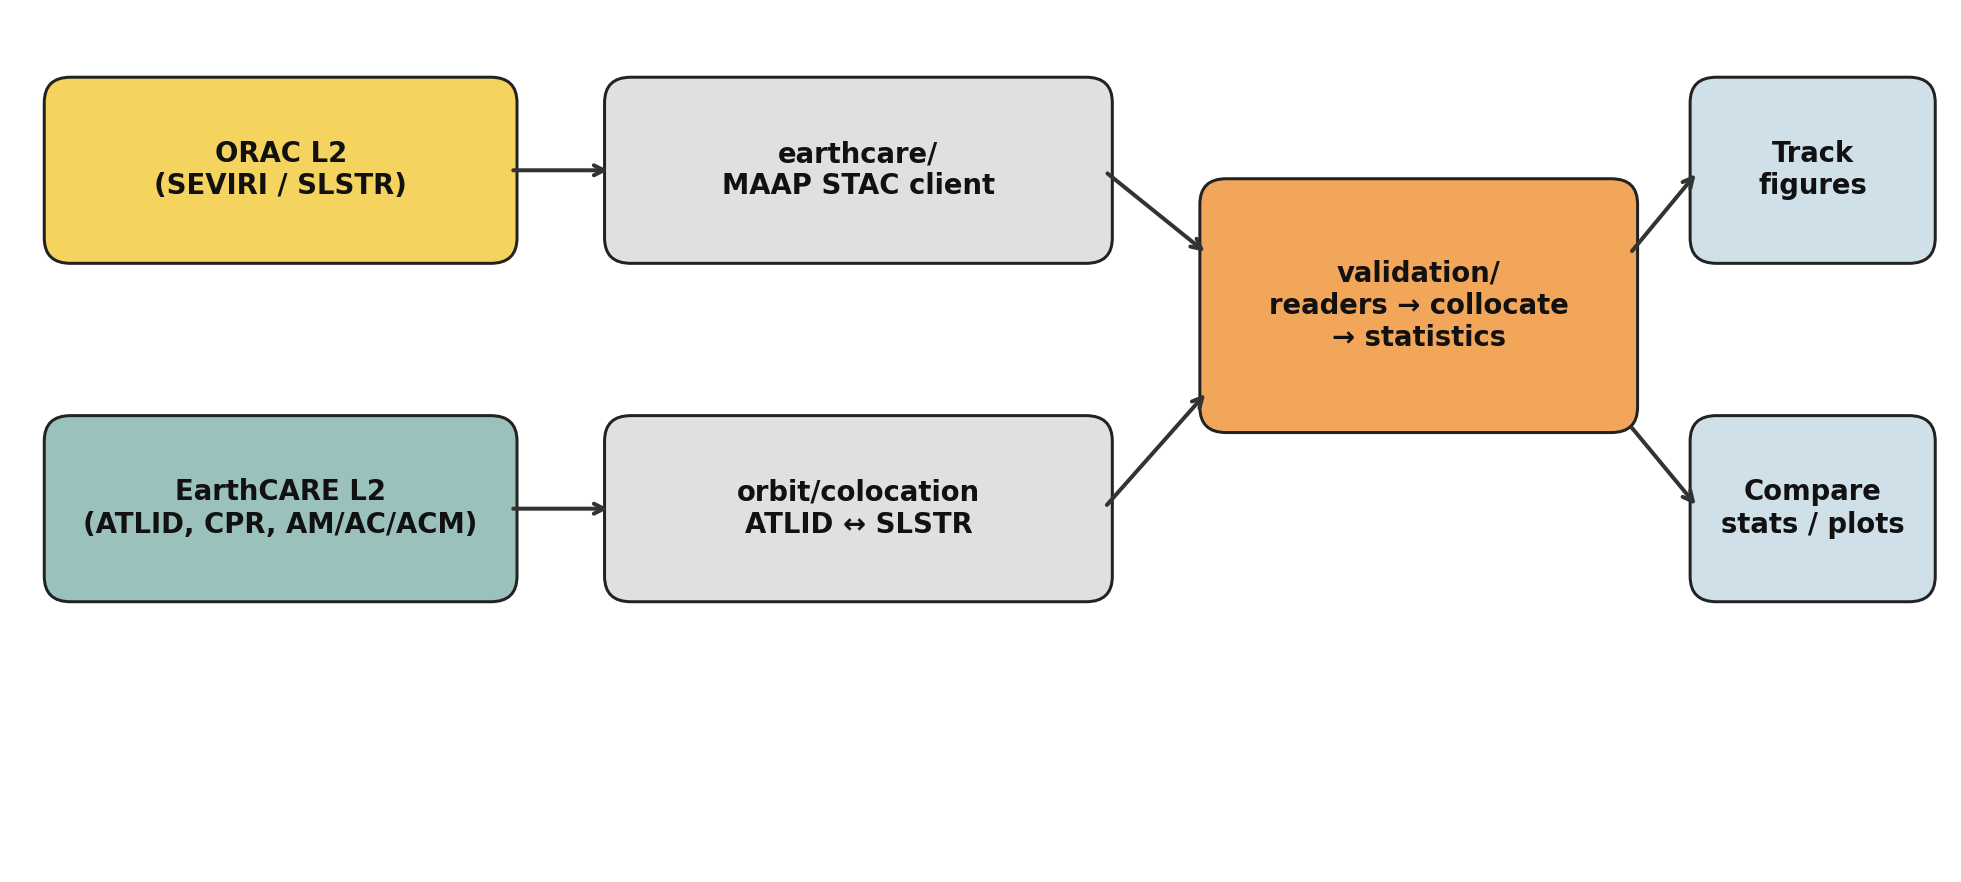 ORAC L2
(SEVIRI / SLSTR)
earthcare/
MAAP STAC client
validation/
readers → collocate
→ statistics
Track
figures
EarthCARE L2
(ATLID, CPR, AM/AC/ACM)
orbit/colocation
ATLID ↔ SLSTR
Compare
stats / plots